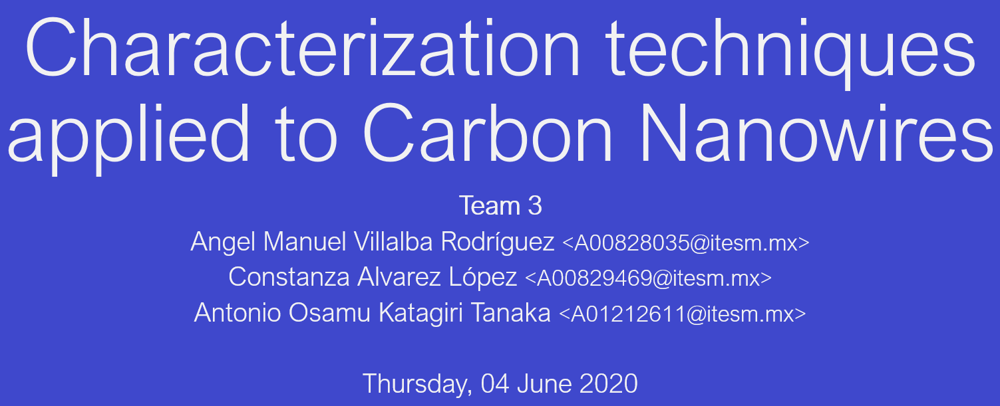 Characterization techniques
applied to Carbon Nanowires
Team 3
Angel Manuel Villalba Rodríguez <A00828035@itesm.mx>
Constanza Alvarez López <A00829469@itesm.mx>
Antonio Osamu Katagiri Tanaka <A01212611@itesm.mx>
Thursday, 04 June 2020